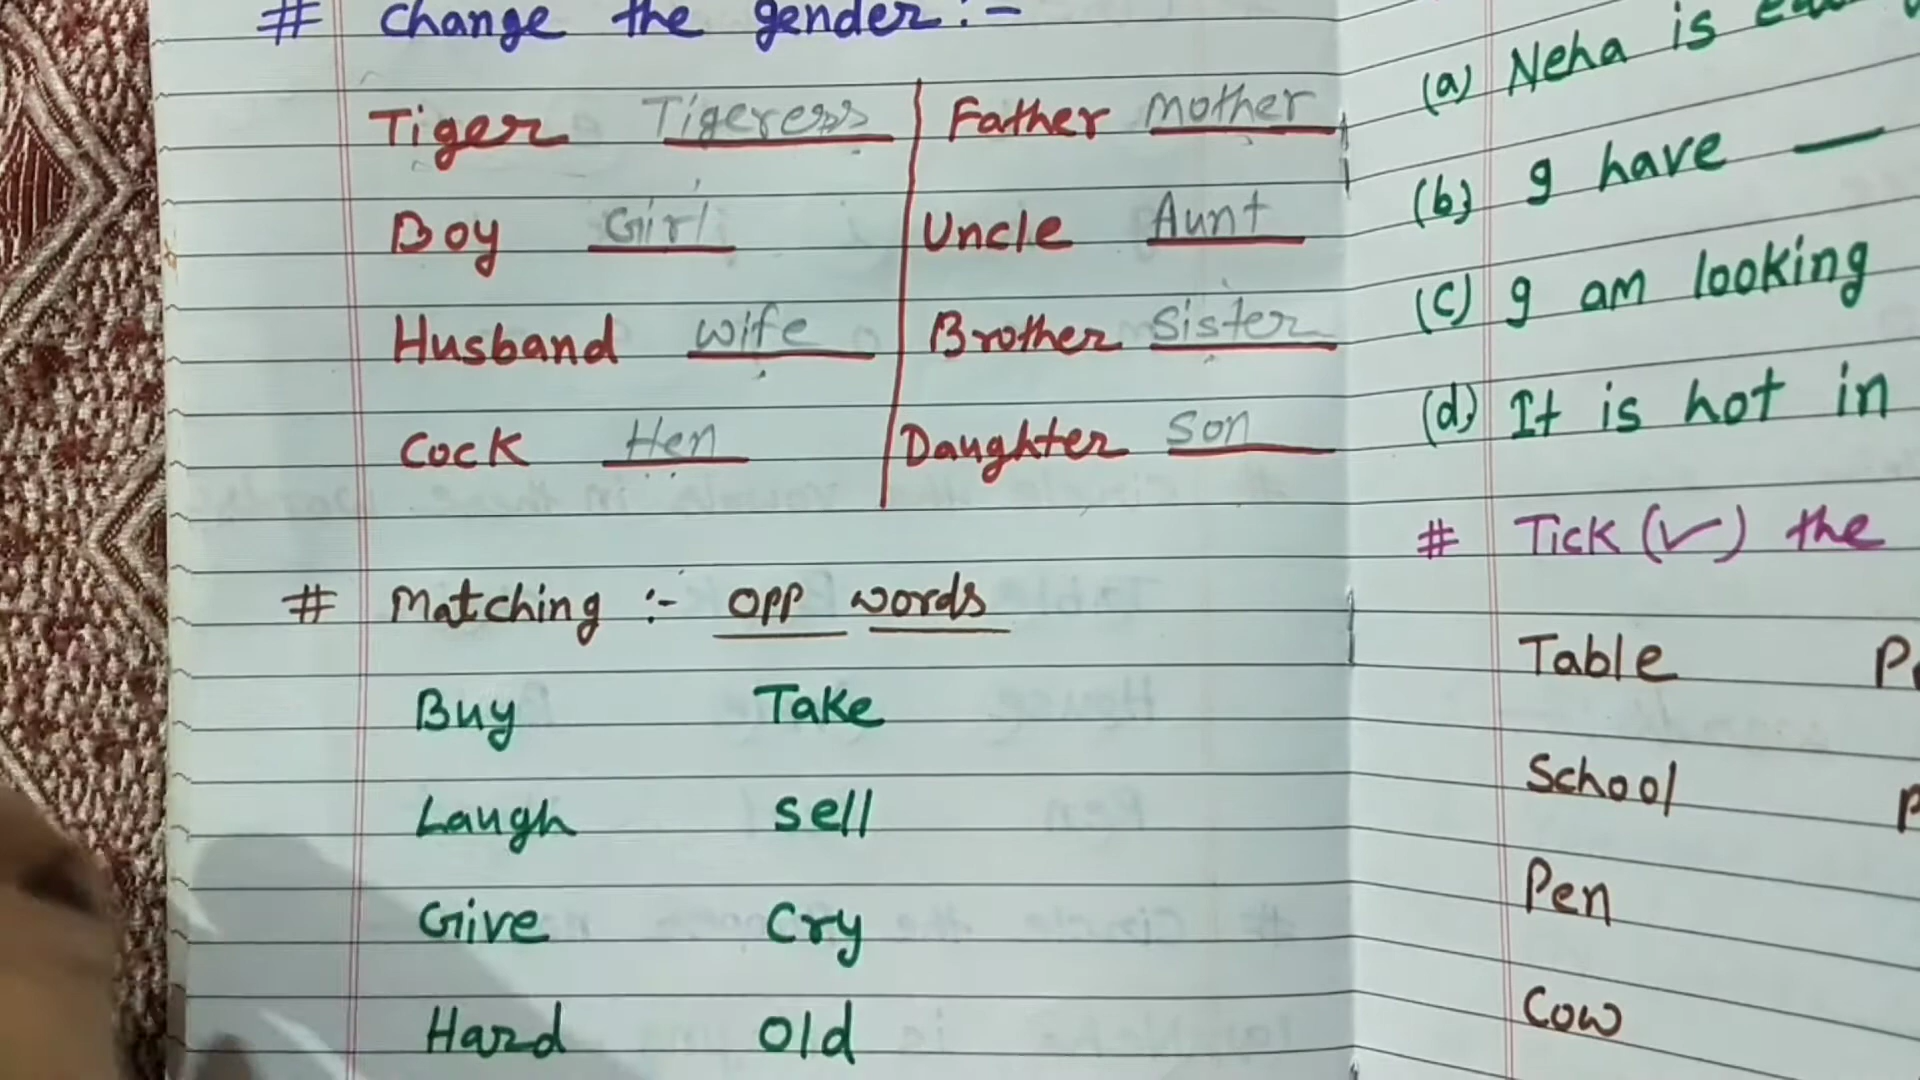 # Change the gender :-
Tiger Tigeress Father mother
Boy Girl Uncle Aunt
Husband wife Brother Sister
Cock Hen Daughter Son
# Matching :- opp words
Buy Take
Laugh sell
Give Cry
Hard Old
(a) Neha is
(b) I have —
(c) I am looking
(d) It is hot in
# Tick (✓) the
Table
School
Pen
Cow